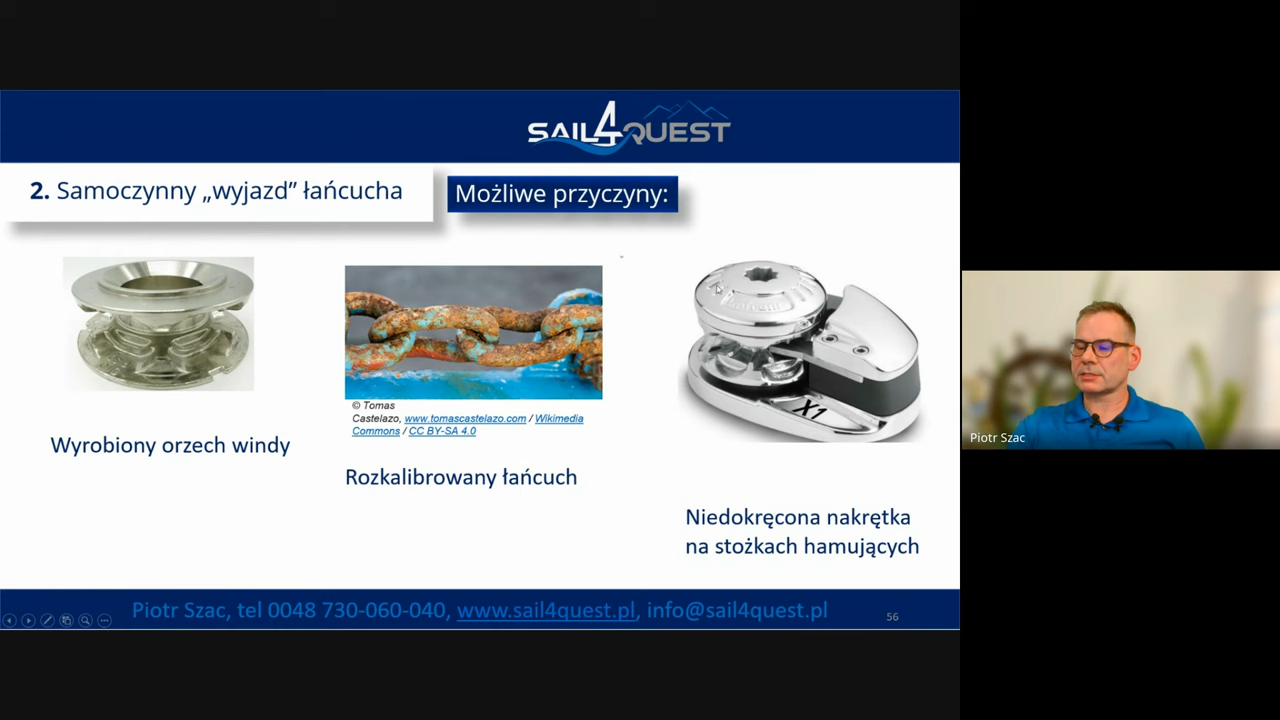 SAIL4QUEST
2. Samoczynny „wyjazd” łańcucha
Możliwe przyczyny:
© Tomas
Castelazo, www.tomascastelazo.com / Wikimedia
Commons / CC BY-SA 4.0
X1
Wyrobiony orzech windy
Rozkalibrowany łańcuch
Niedokręcona nakrętka
na stożkach hamujących
Piotr Szac
Piotr Szac, tel 0048 730-060-040, www.sail4quest.pl, info@sail4quest.pl
56